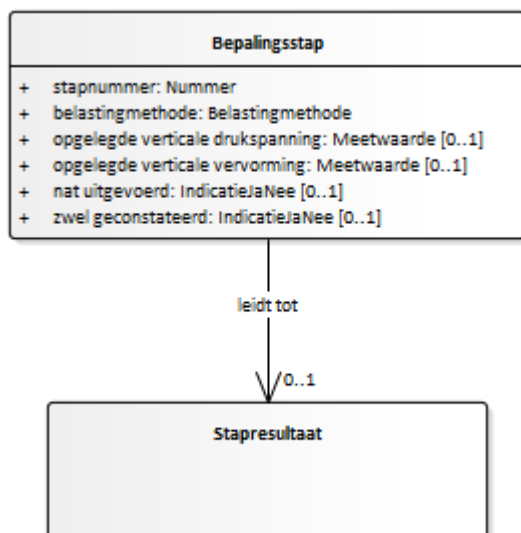 Bepalingsstap
+ stapnummer: Nummer
+ belastingmethode: Belastingmethode
+ opgelegde verticale drukspanning: Meetwaarde [0..1]
+ opgelegde verticale vervorming: Meetwaarde [0..1]
+ nat uitgevoerd: IndicatieJaNee [0..1]
+ zwel geconstateerd: IndicatieJaNee [0..1]
leidt tot
0..1
Stapresultaat